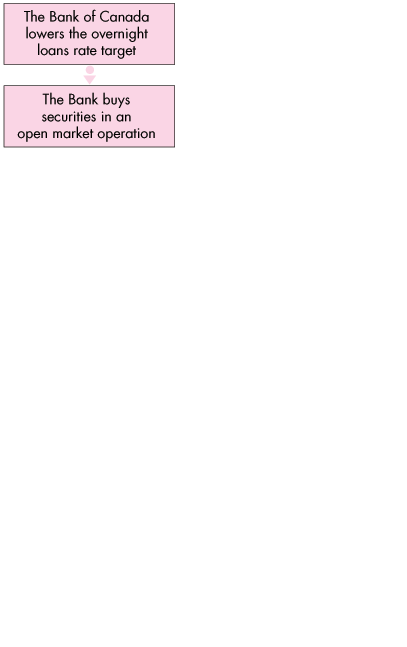 The Bank of Canada
lowers the overnight
loans rate target
The Bank buys
securities in an
open market operation